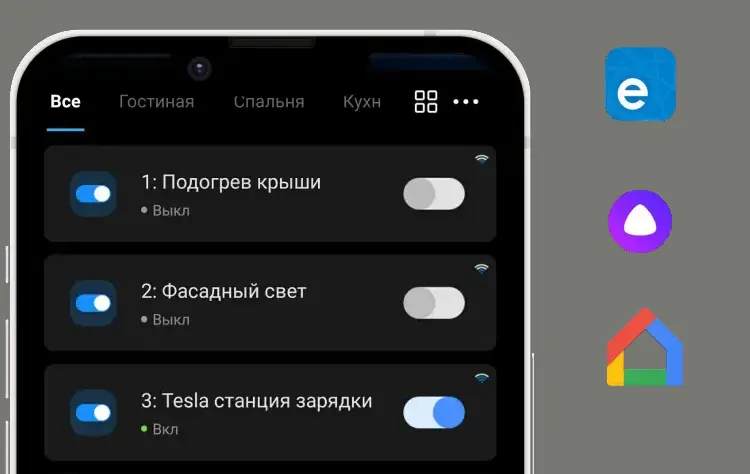 Все Гостиная Спальня Кухн
1: Подогрев крыши
Выкл
2: Фасадный свет
Выкл
3: Tesla станция зарядки
Вкл
e